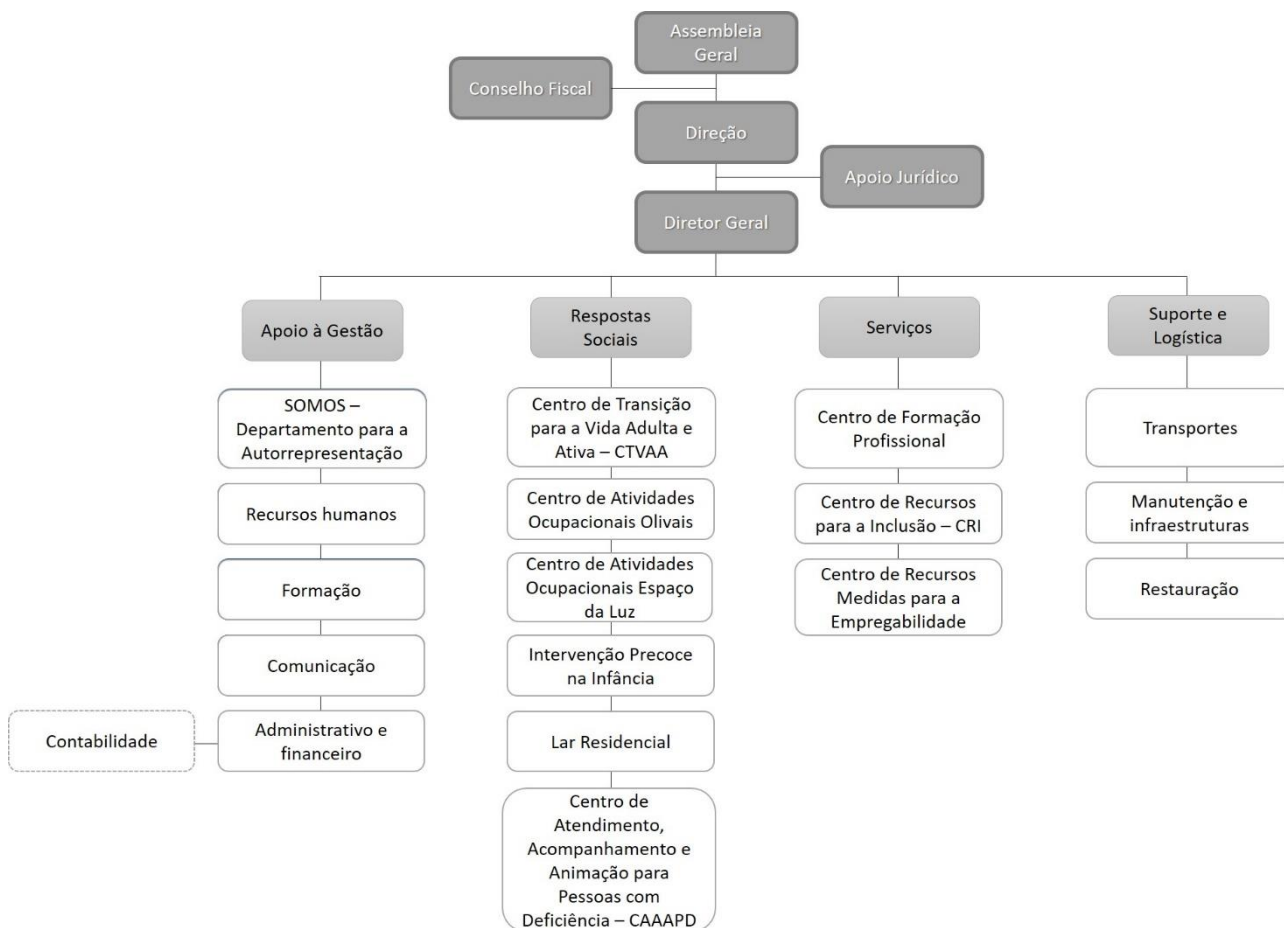 Assembleia
Geral
Conselho Fiscal
Direção
Apoio Jurídico
Diretor Geral
Apoio à Gestão
Respostas
Sociais
Serviços
Suporte e
Logística
SOMOS –
Departamento para a
Autorrepresentação
Recursos humanos
Formação
Comunicação
Contabilidade
Administrativo e
financeiro
Centro de Transição
para a Vida Adulta e
Ativa – CTVAA
Centro de Atividades
Ocupacionais Olivais
Centro de Atividades
Ocupacionais Espaço
da Luz
Intervenção Precoce
na Infância
Lar Residencial
Centro de
Atendimento,
Acompanhamento e
Animação para
Pessoas com
Deficiência – CAAAPD
Centro de Formação
Profissional
Centro de Recursos
para a Inclusão – CRI
Centro de Recursos
Medidas para a
Empregabilidade
Transportes
Manutenção e
infraestruturas
Restauração